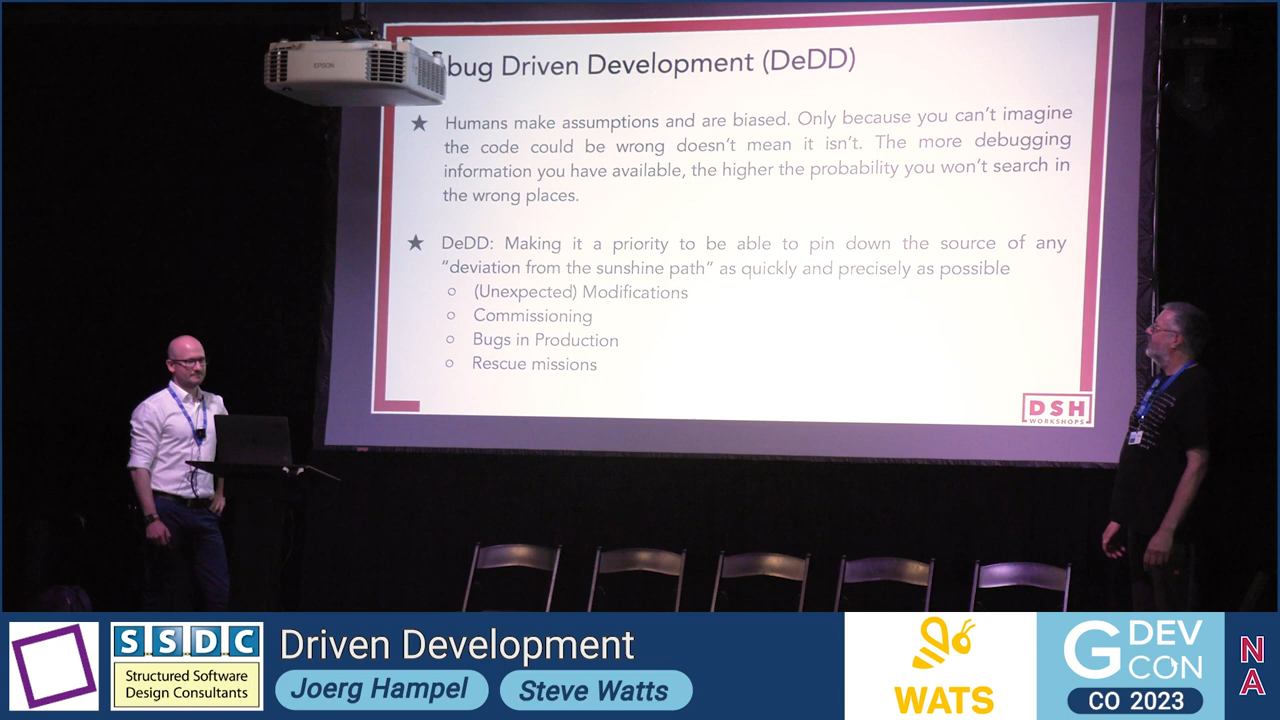 EPSON
bug Driven Development (DeDD)
★ Humans make assumptions and are biased. Only because you can't imagine
the code could be wrong doesn't mean it isn't. The more debugging
information you have available, the higher the probability you won't search in
the wrong places.
★ DeDD: Making it a priority to be able to pin down the source of any
"deviation from the sunshine path" as quickly and precisely as possible
○ (Unexpected) Modifications
○ Commissioning
○ Bugs in Production
○ Rescue missions
DSH
WORKSHOPS
SSDC
Structured Software
Design Consultants
Driven Development
Joerg Hampel
Steve Watts
WATS
G DEV
CON
CO 2023
N
A